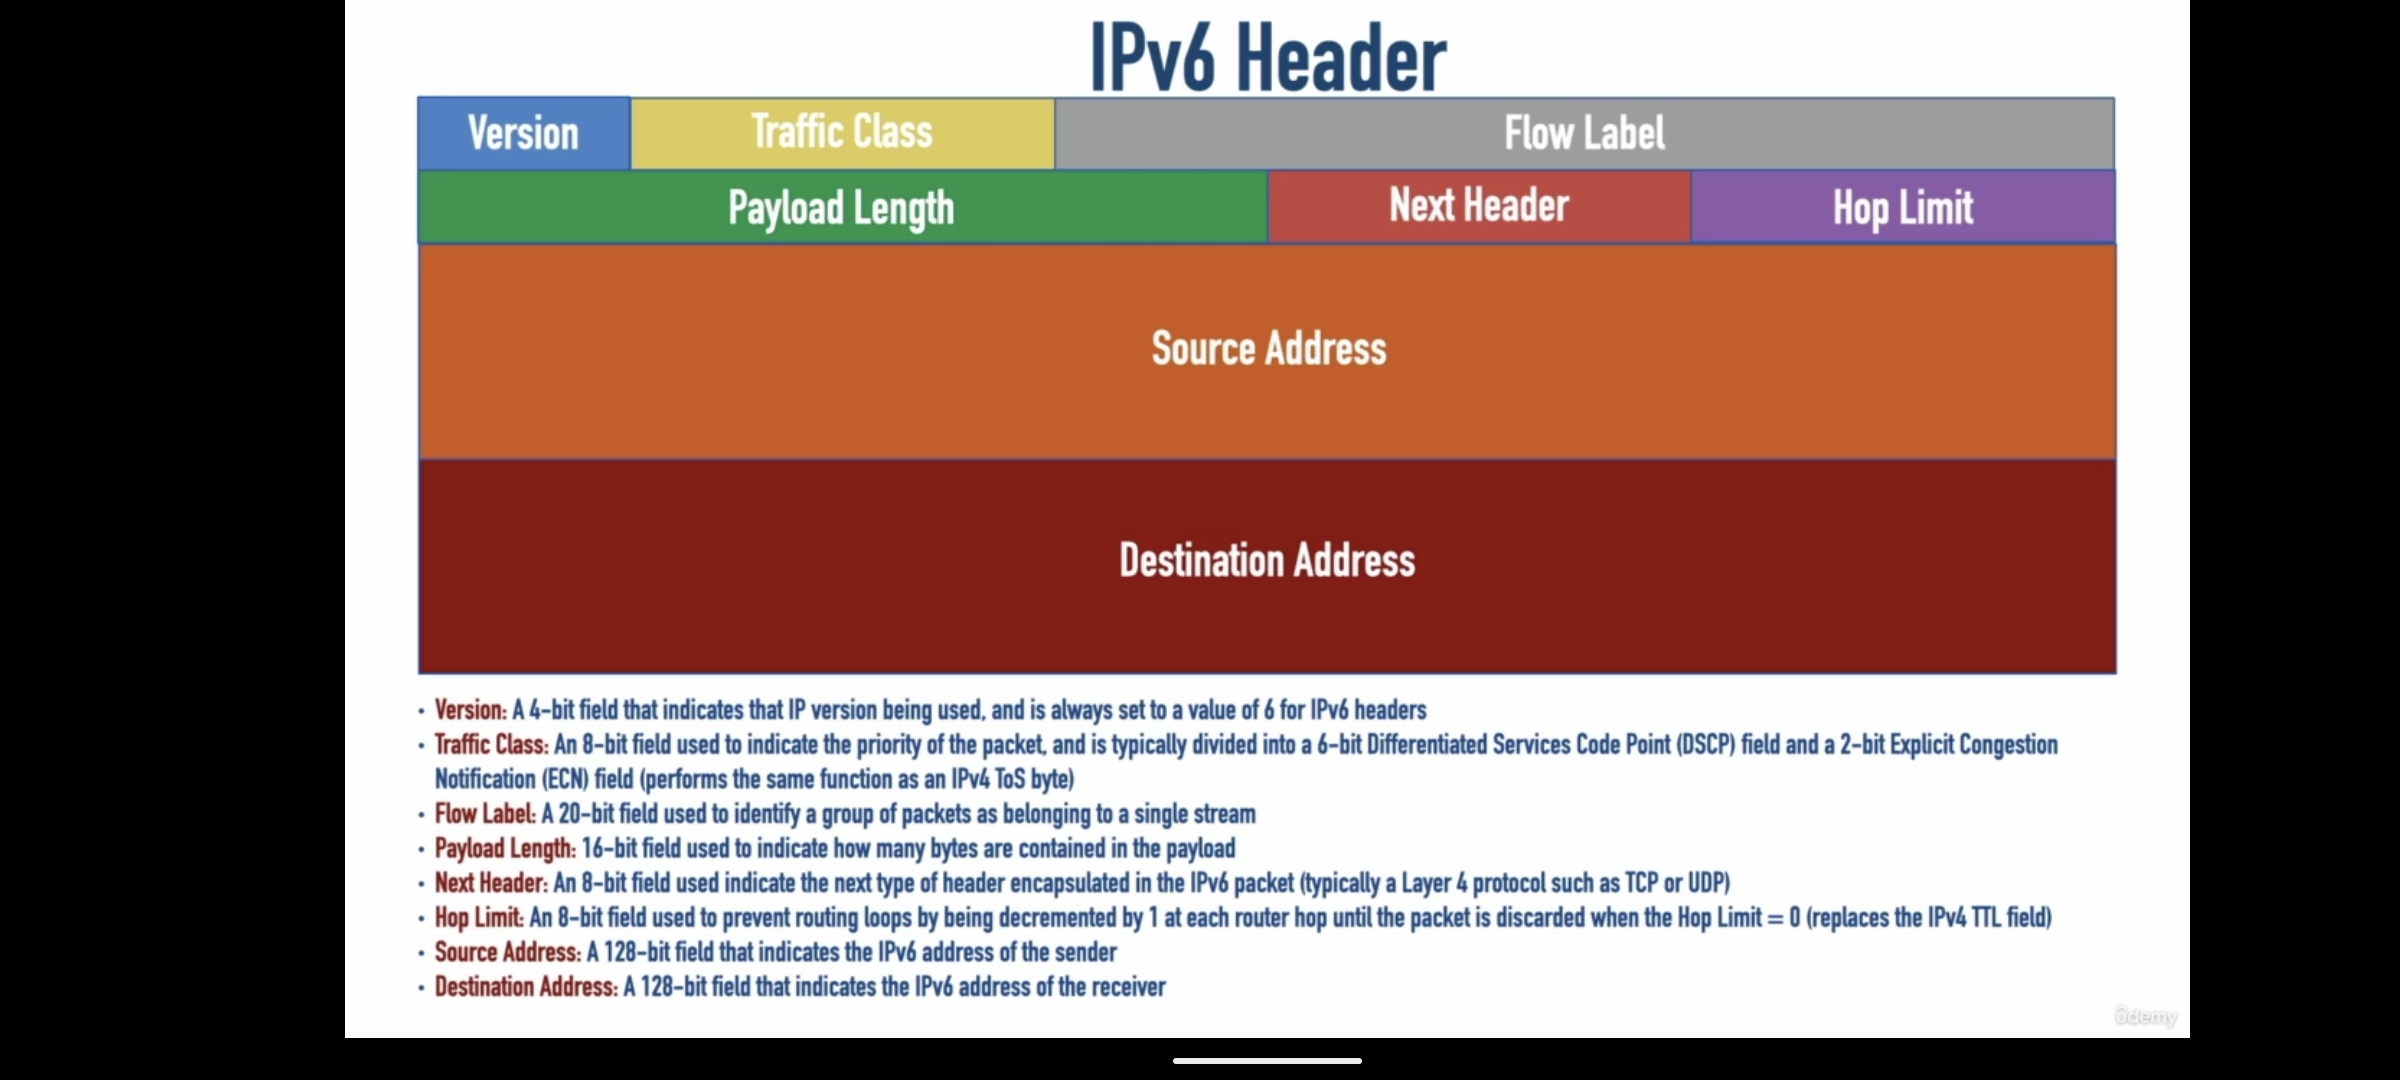 IPv6 Header
Version
Traffic Class
Flow Label
Payload Length
Next Header
Hop Limit
Source Address
Destination Address
• Version: A 4-bit field that indicates that IP version being used, and is always set to a value of 6 for IPv6 headers
• Traffic Class: An 8-bit field used to indicate the priority of the packet, and is typically divided into a 6-bit Differentiated Services Code Point (DSCP) field and a 2-bit Explicit Congestion
Notification (ECN) field (performs the same function as an IPv4 ToS byte)
• Flow Label: A 20-bit field used to identify a group of packets as belonging to a single stream
• Payload Length: 16-bit field used to indicate how many bytes are contained in the payload
• Next Header: An 8-bit field used indicate the next type of header encapsulated in the IPv6 packet (typically a Layer 4 protocol such as TCP or UDP)
• Hop Limit: An 8-bit field used to prevent routing loops by being decremented by 1 at each router hop until the packet is discarded when the Hop Limit = 0 (replaces the IPv4 TTL field)
• Source Address: A 128-bit field that indicates the IPv6 address of the sender
• Destination Address: A 128-bit field that indicates the IPv6 address of the receiver
ûdemy